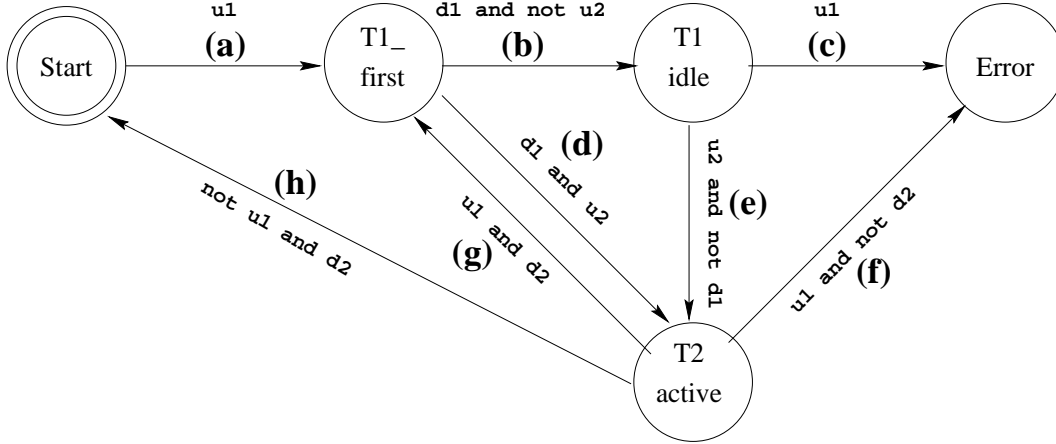 u1
d1 and not u2
u1
(a)
(b)
(c)
Start
T1_
first
T1
idle
Error
(d)
d1 and u2
u2 and not d1
(e)
(h)
not u1 and d2
u1 and d2
(g)
u1 and not d2
(f)
T2
active